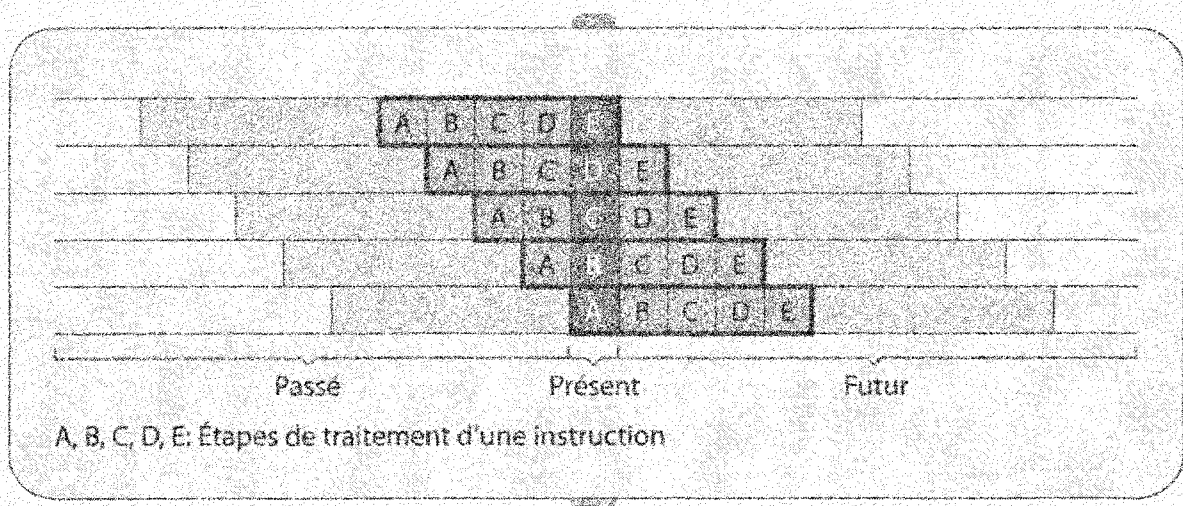 A B C D E
A B C D E
A B C D E
A B C D E
A B C D E
Passé Présent Futur
A, B, C, D, E: Étapes de traitement d'une instruction